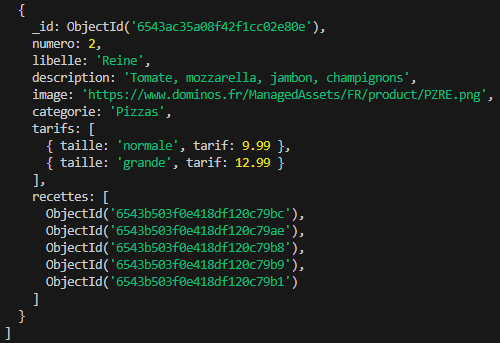 {
_id: ObjectId('6543ac35a08f42f1cc02e80e'),
numero: 2,
libelle: 'Reine',
description: 'Tomate, mozzarella, jambon, champignons',
image: 'https://www.dominos.fr/ManagedAssets/FR/product/PZRE.png',
categorie: 'Pizzas',
tarifs: [
{ taille: 'normale', tarif: 9.99 },
{ taille: 'grande', tarif: 12.99 }
],
recettes: [
ObjectId('6543b503f0e418df120c79bc'),
ObjectId('6543b503f0e418df120c79ae'),
ObjectId('6543b503f0e418df120c79b8'),
ObjectId('6543b503f0e418df120c79b9'),
ObjectId('6543b503f0e418df120c79b1')
]
}
]